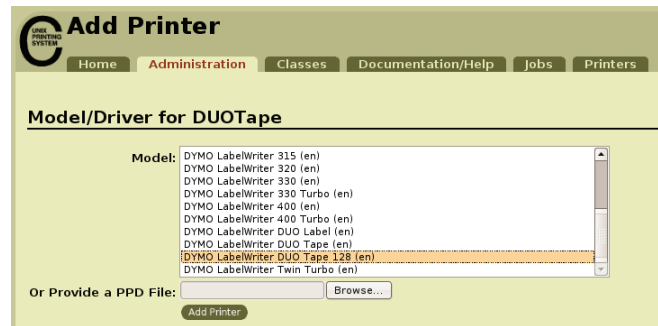 UNIX
PRINTING
SYSTEM
Add Printer
Home Administration Classes Documentation/Help Jobs Printers
Model/Driver for DUOTape
Model:
DYMO LabelWriter 315 (en)
DYMO LabelWriter 320 (en)
DYMO LabelWriter 330 (en)
DYMO LabelWriter 330 Turbo (en)
DYMO LabelWriter 400 (en)
DYMO LabelWriter 400 Turbo (en)
DYMO LabelWriter DUO Label (en)
DYMO LabelWriter DUO Tape (en)
DYMO LabelWriter DUO Tape 128 (en)
DYMO LabelWriter Twin Turbo (en)
Or Provide a PPD File: Browse...
Add Printer